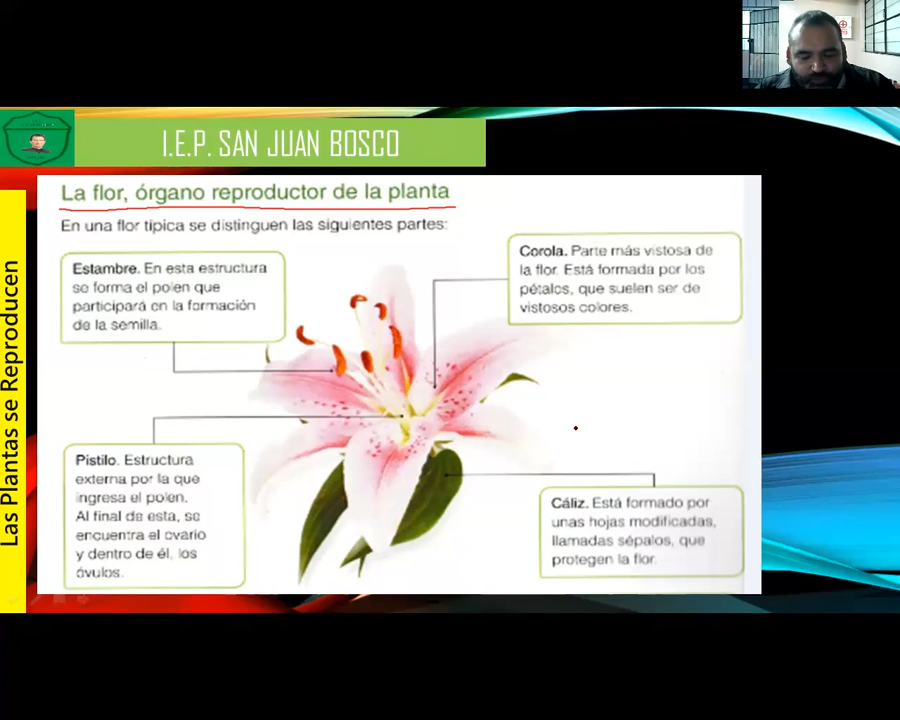 I.E.P. SAN JUAN BOSCO
Las Plantas se Reproducen
La flor, órgano reproductor de la planta
En una flor típica se distinguen las siguientes partes:
Estambre. En esta estructura
se forma el polen que
participará en la formación
de la semilla.
Corola. Parte más vistosa de
la flor. Está formada por los
pétalos, que suelen ser de
vistosos colores.
Pistilo. Estructura
externa por la que
ingresa el polen.
Al final de esta, se
encuentra el ovario
y dentro de él, los
óvulos.
Cáliz. Está formado por
unas hojas modificadas,
llamadas sépalos, que
protegen la flor.